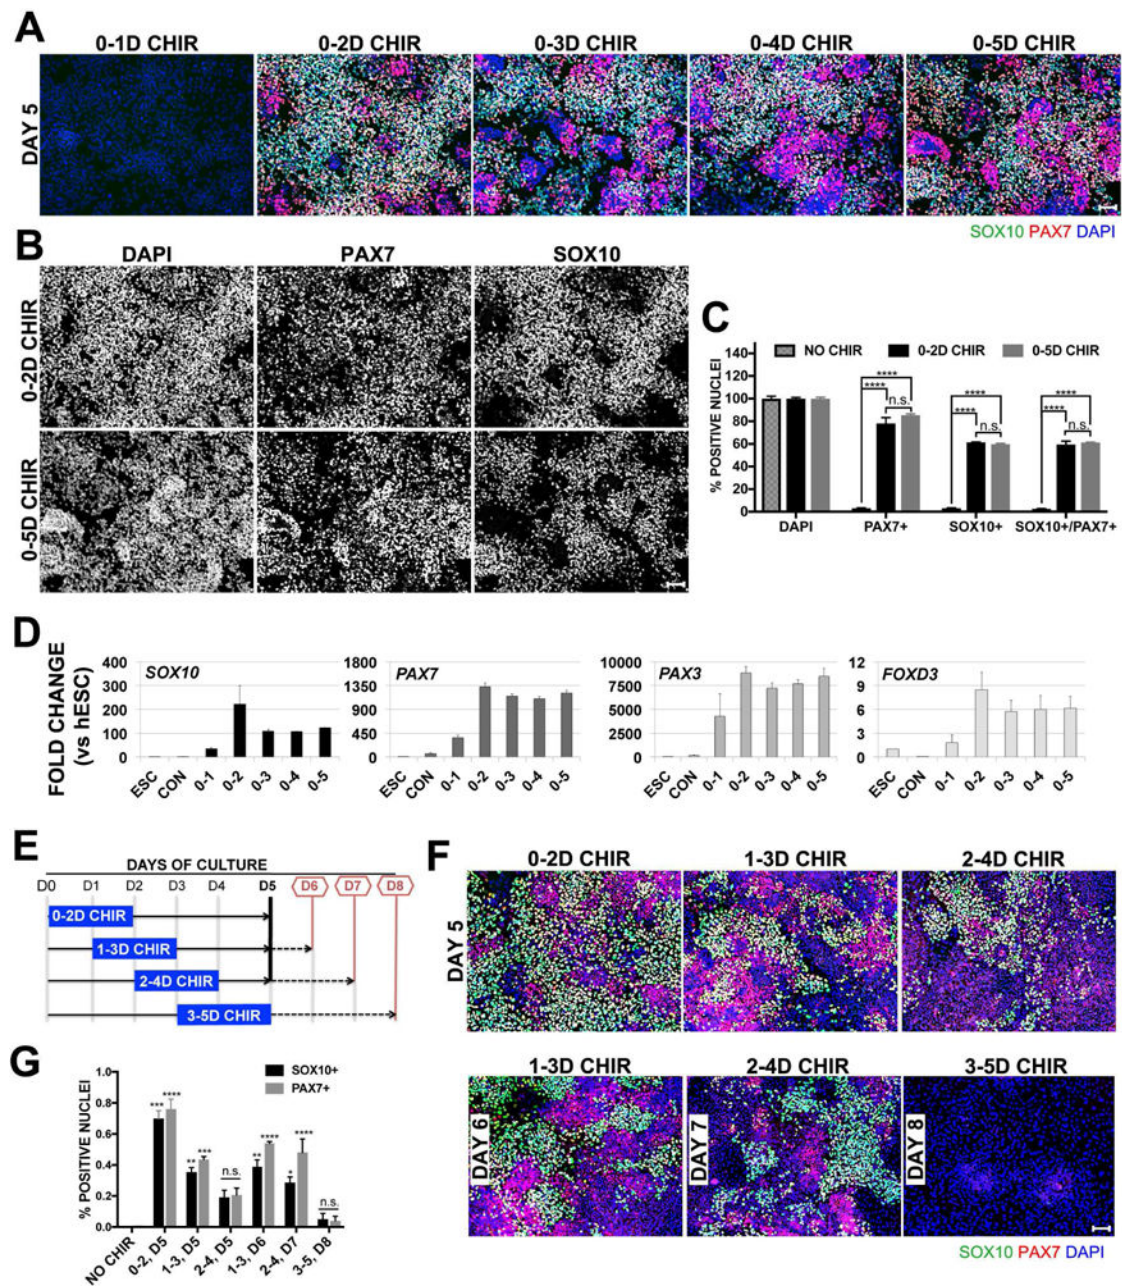 A
0-1D CHIR 0-2D CHIR 0-3D CHIR 0-4D CHIR 0-5D CHIR
DAY 5
SOX10 PAX7 DAPI
B
DAPI PAX7 SOX10
0-2D CHIR
0-5D CHIR
C
NO CHIR 0-2D CHIR 0-5D CHIR
% POSITIVE NUCLEI
140
120
100
80
60
40
20
0
**** **** n.s.
**** **** n.s.
**** **** n.s.
DAPI PAX7+ SOX10+ SOX10+/PAX7+
D
FOLD CHANGE
(vs hESC)
SOX10
400
300
200
100
0
ESC CON 0-1 0-2 0-3 0-4 0-5
PAX7
1800
1350
900
450
0
ESC CON 0-1 0-2 0-3 0-4 0-5
PAX3
10000
7500
5000
2500
0
ESC CON 0-1 0-2 0-3 0-4 0-5
FOXD3
12
9
6
3
0
ESC CON 0-1 0-2 0-3 0-4 0-5
E
DAYS OF CULTURE
D0 D1 D2 D3 D4 D5 D6 D7 D8
0-2D CHIR
1-3D CHIR
2-4D CHIR
3-5D CHIR
F
0-2D CHIR 1-3D CHIR 2-4D CHIR
DAY 5
1-3D CHIR 2-4D CHIR 3-5D CHIR
DAY 6 DAY 7 DAY 8
SOX10 PAX7 DAPI
G
% POSITIVE NUCLEI
1.0
0.8
0.6
0.4
0.2
0.0
SOX10+
PAX7+
*** **** ** *** n.s. ** **** * **** n.s.
NO CHIR 0-2, D5 1-3, D5 2-4, D5 1-3, D6 2-4, D7 3-5, D8